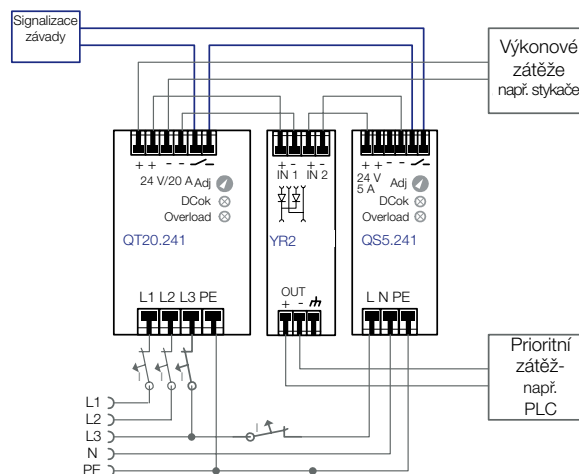 Signalizace
závady
Výkonové
zátěže
např. stykače
+ + - -
24 V/20 A Adj
DCok
Overload
QT20.241
L1 L2 L3 PE
+ - + -
IN 1 IN 2
YR2
OUT
+ -
+ + - -
24 V
5 A
Adj
DCok
Overload
QS5.241
L N PE
Prioritní
zátěž-
např.
PLC
I
I
I
I
L1
L2
L3
N
PE